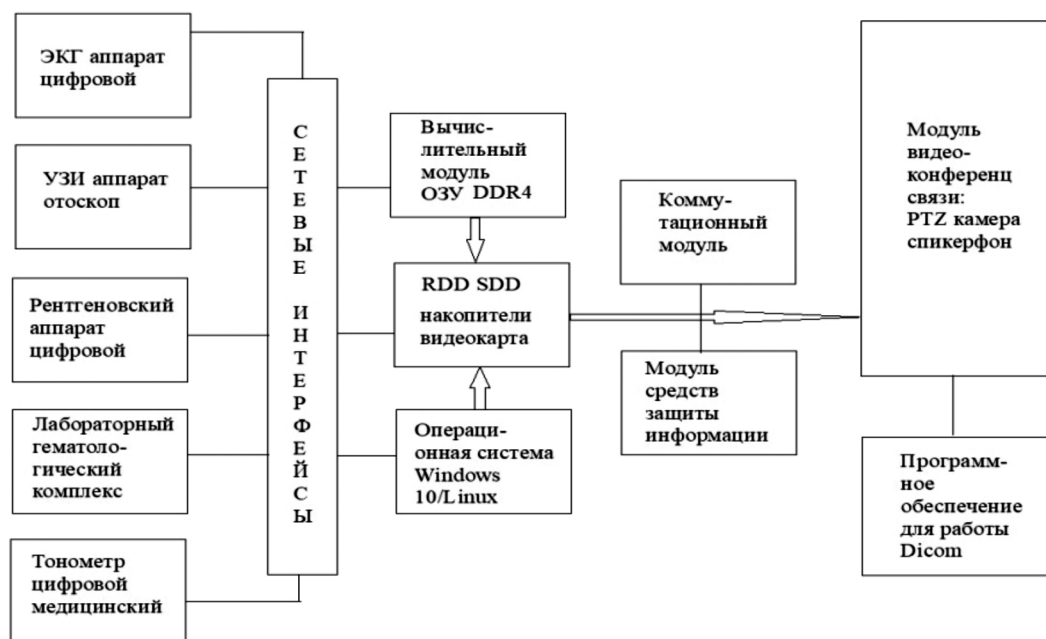 ЭКГ аппарат
цифровой
УЗИ аппарат
отоскоп
Рентгеновский
аппарат
цифровой
Лабораторный
гематоло-
гический
комплекс
Тонометр
цифровой
медицинский
С
Е
Т
Е
В
Ы
Е
И
Н
Т
Е
Р
Ф
Е
Й
С
Ы
Вычис-
лительный
модуль
ОЗУ DDR4
RDD SDD
накопители
видеокарта
Операци-
онная система
Windows
10/Linux
Комму-
тационный
модуль
Модуль
средств
защиты
информации
Модуль
видео-
конференц
связи:
PTZ камера
спикерфон
Программ-
ное
обеспечение
для работы
Dicom